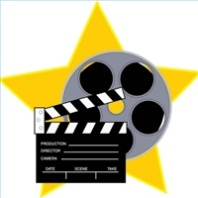 PRODUCTION
DIRECTOR
CAMERA
DATE SCENE TAKE